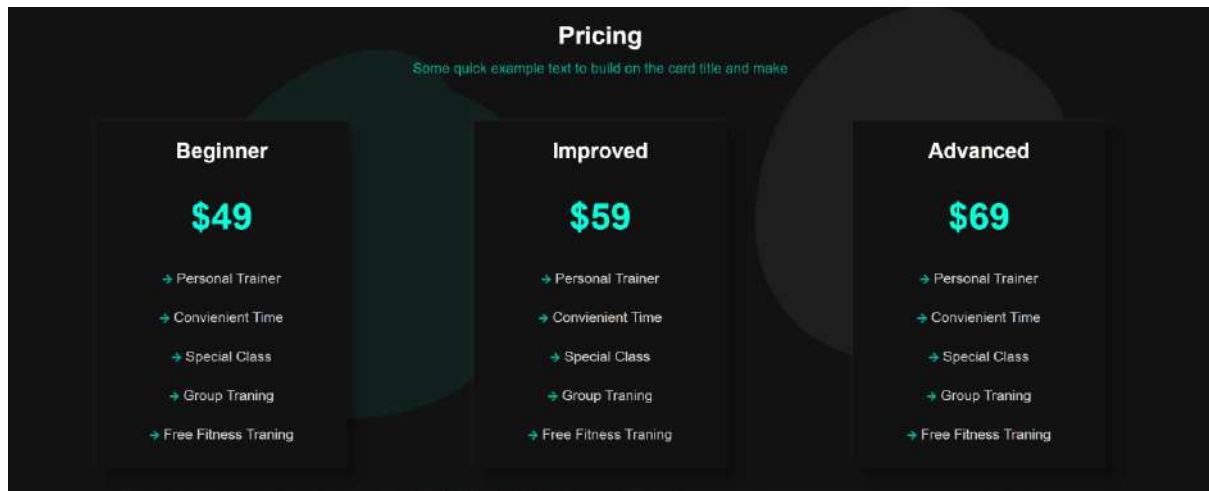 Pricing
Some quick example text to build on the card title and make
Beginner
$49
→ Personal Trainer
→ Convienient Time
→ Special Class
→ Group Traning
→ Free Fitness Traning
Improved
$59
→ Personal Trainer
→ Convienient Time
→ Special Class
→ Group Traning
→ Free Fitness Traning
Advanced
$69
→ Personal Trainer
→ Convienient Time
→ Special Class
→ Group Traning
→ Free Fitness Traning